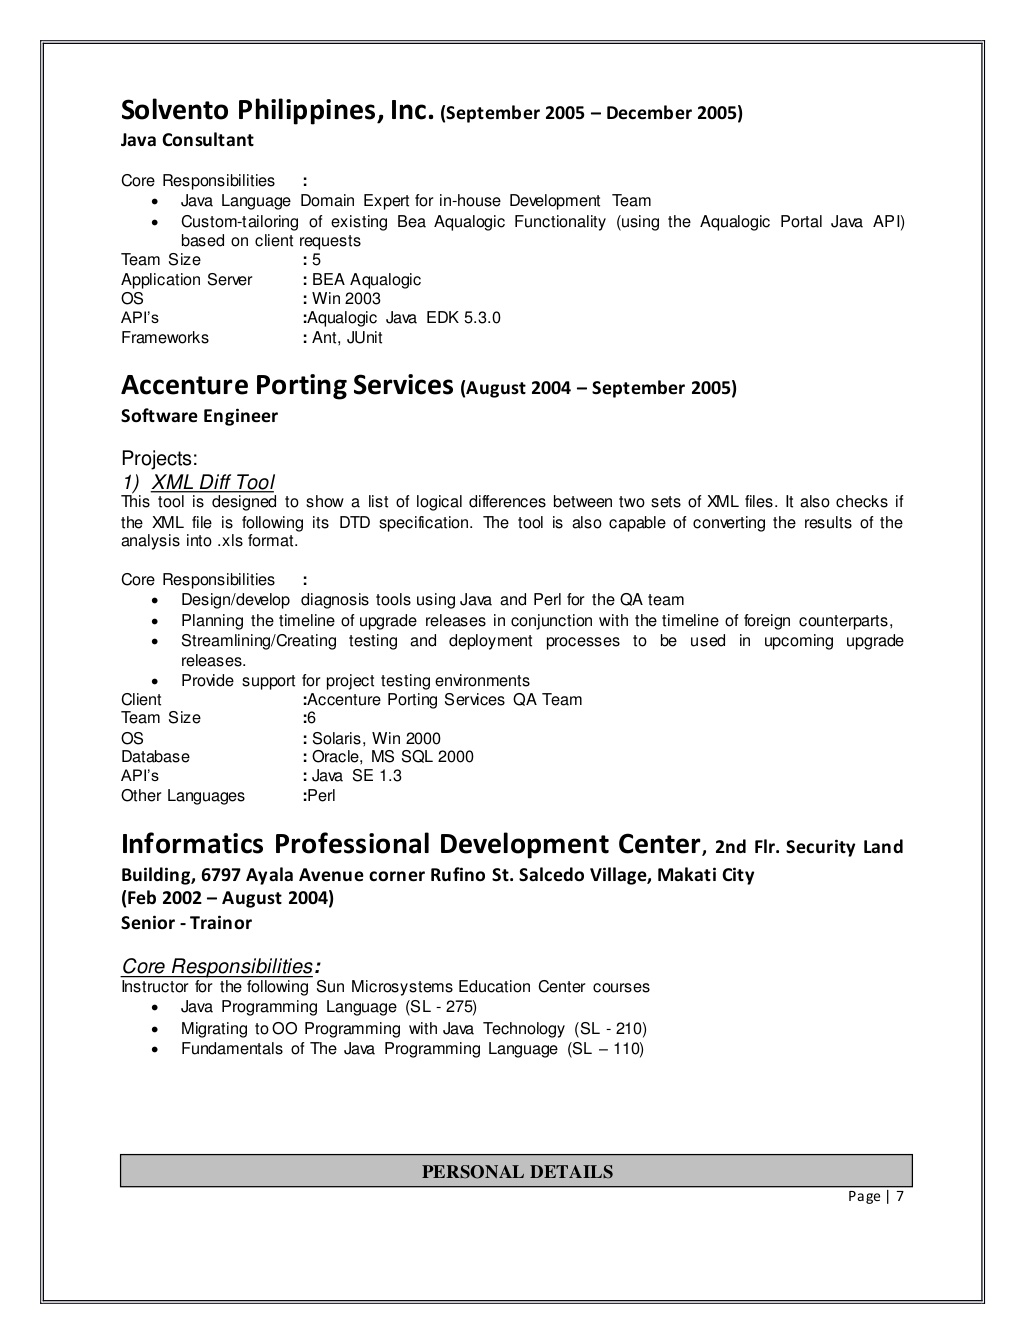 Solvento Philippines, Inc. (September 2005 – December 2005)
Java Consultant
Core Responsibilities :
• Java Language Domain Expert for in-house Development Team
• Custom-tailoring of existing Bea Aqualogic Functionality (using the Aqualogic Portal Java API)
based on client requests
Team Size : 5
Application Server : BEA Aqualogic
OS : Win 2003
API's :Aqualogic Java EDK 5.3.0
Frameworks : Ant, JUnit
Accenture Porting Services (August 2004 – September 2005)
Software Engineer
Projects:
1) XML Diff Tool
This tool is designed to show a list of logical differences between two sets of XML files. It also checks if
the XML file is following its DTD specification. The tool is also capable of converting the results of the
analysis into .xls format.
Core Responsibilities :
• Design/develop diagnosis tools using Java and Perl for the QA team
• Planning the timeline of upgrade releases in conjunction with the timeline of foreign counterparts,
• Streamlining/Creating testing and deployment processes to be used in upcoming upgrade
releases.
• Provide support for project testing environments
Client :Accenture Porting Services QA Team
Team Size :6
OS : Solaris, Win 2000
Database : Oracle, MS SQL 2000
API's : Java SE 1.3
Other Languages :Perl
Informatics Professional Development Center, 2nd Flr. Security Land
Building, 6797 Ayala Avenue corner Rufino St. Salcedo Village, Makati City
(Feb 2002 – August 2004)
Senior - Trainor
Core Responsibilities:
Instructor for the following Sun Microsystems Education Center courses
• Java Programming Language (SL - 275)
• Migrating to OO Programming with Java Technology (SL - 210)
• Fundamentals of The Java Programming Language (SL – 110)
PERSONAL DETAILS
Page | 7